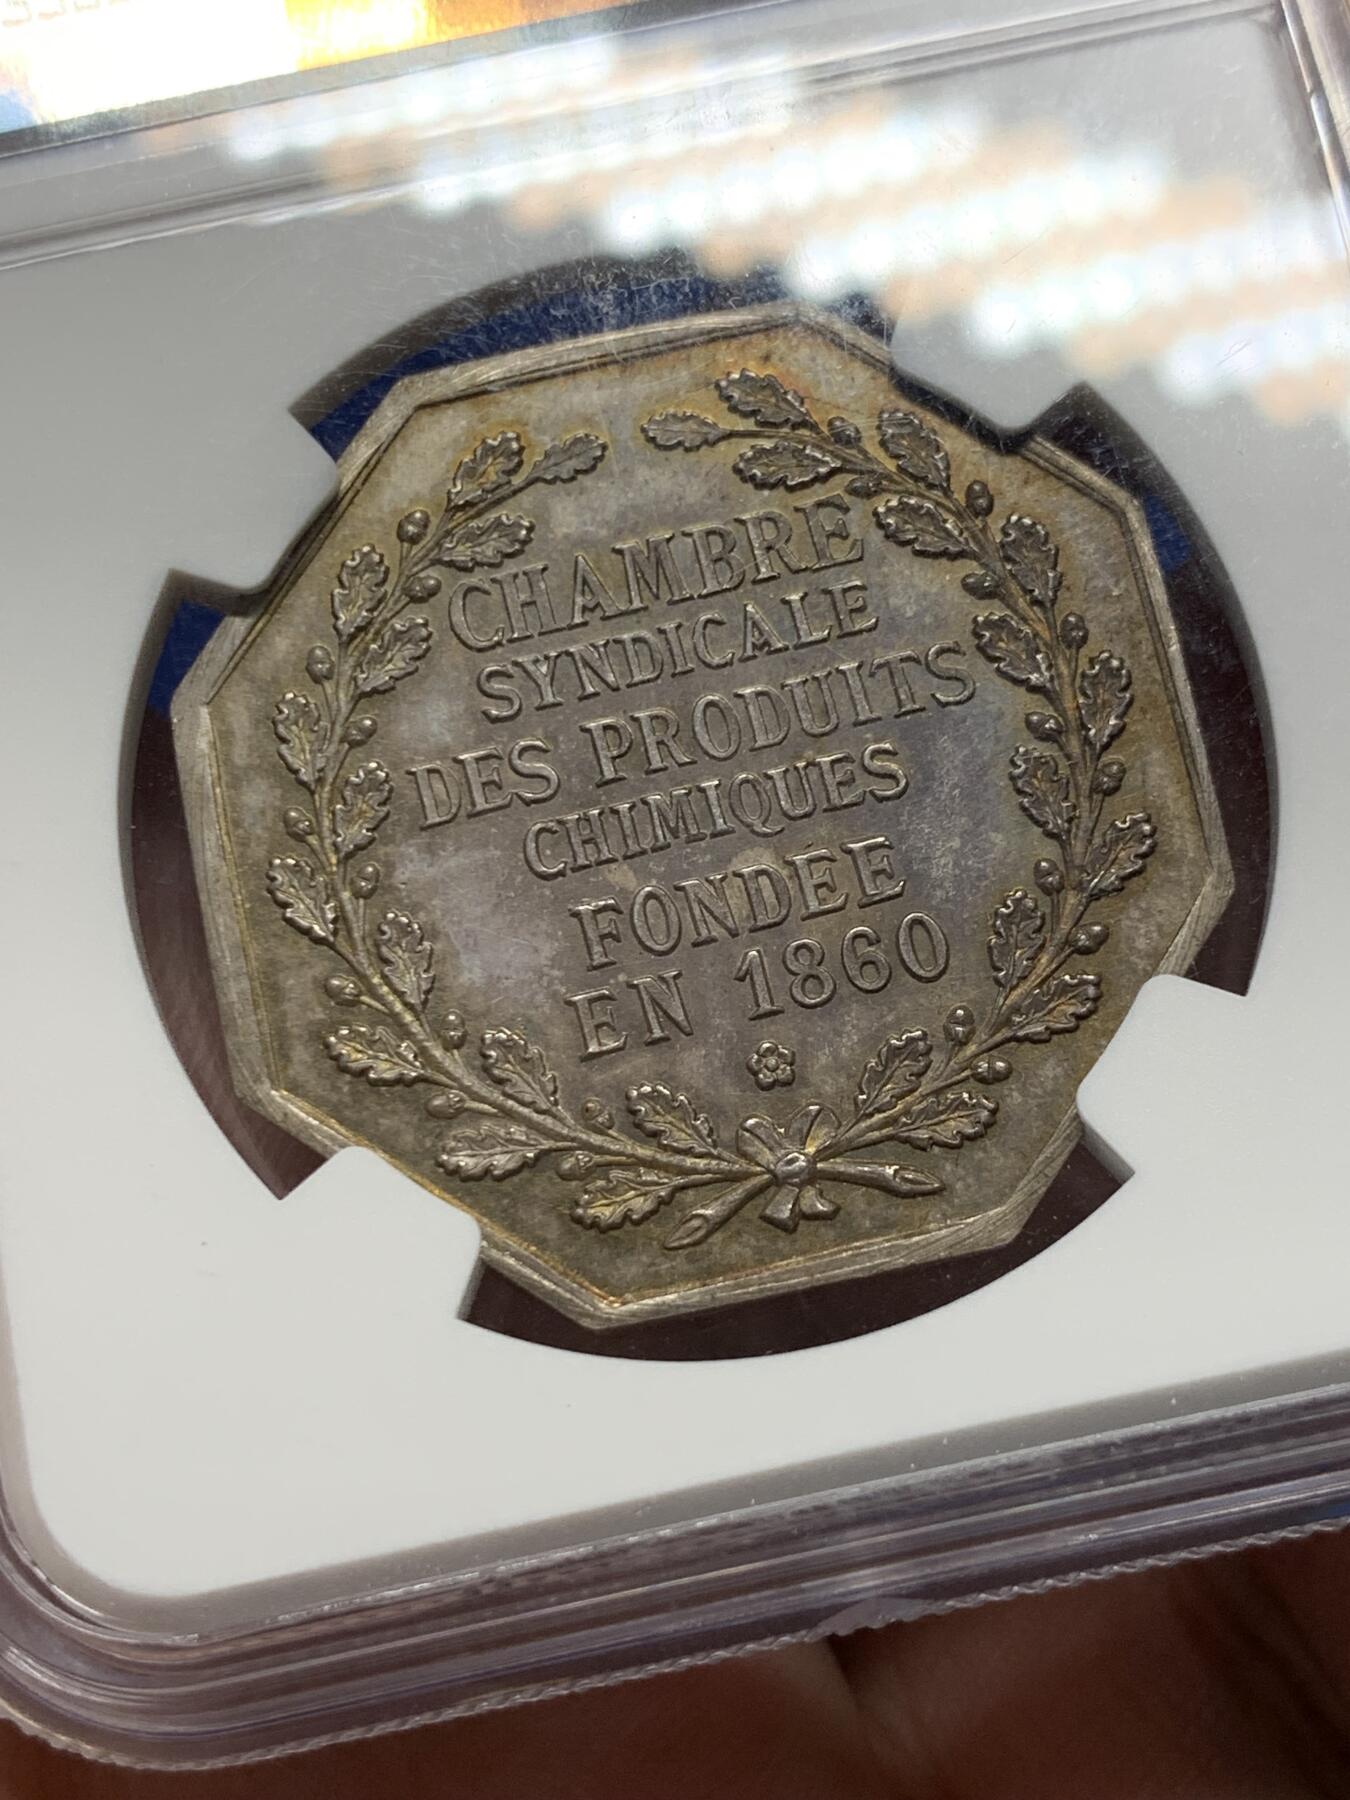 CHAMBRE
SYNDICALE
DES PRODUITS
CHIMIQUES
FONDEE
EN 1860